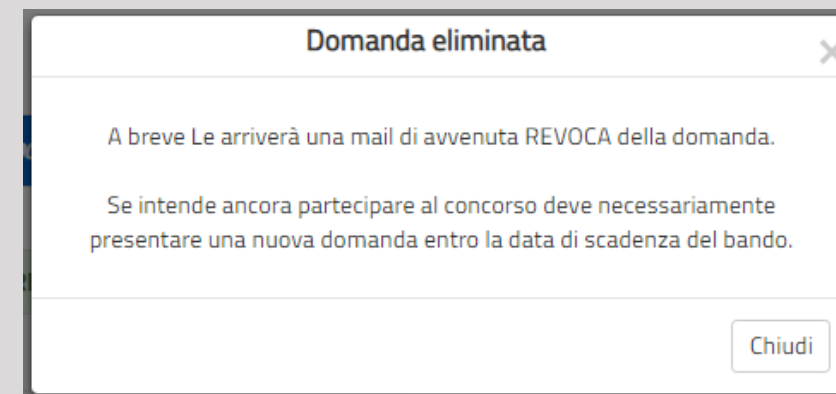 Domanda eliminata
A breve Le arriverà una mail di avvenuta REVOCA della domanda.
Se intende ancora partecipare al concorso deve necessariamente
presentare una nuova domanda entro la data di scadenza del bando.
Chiudi